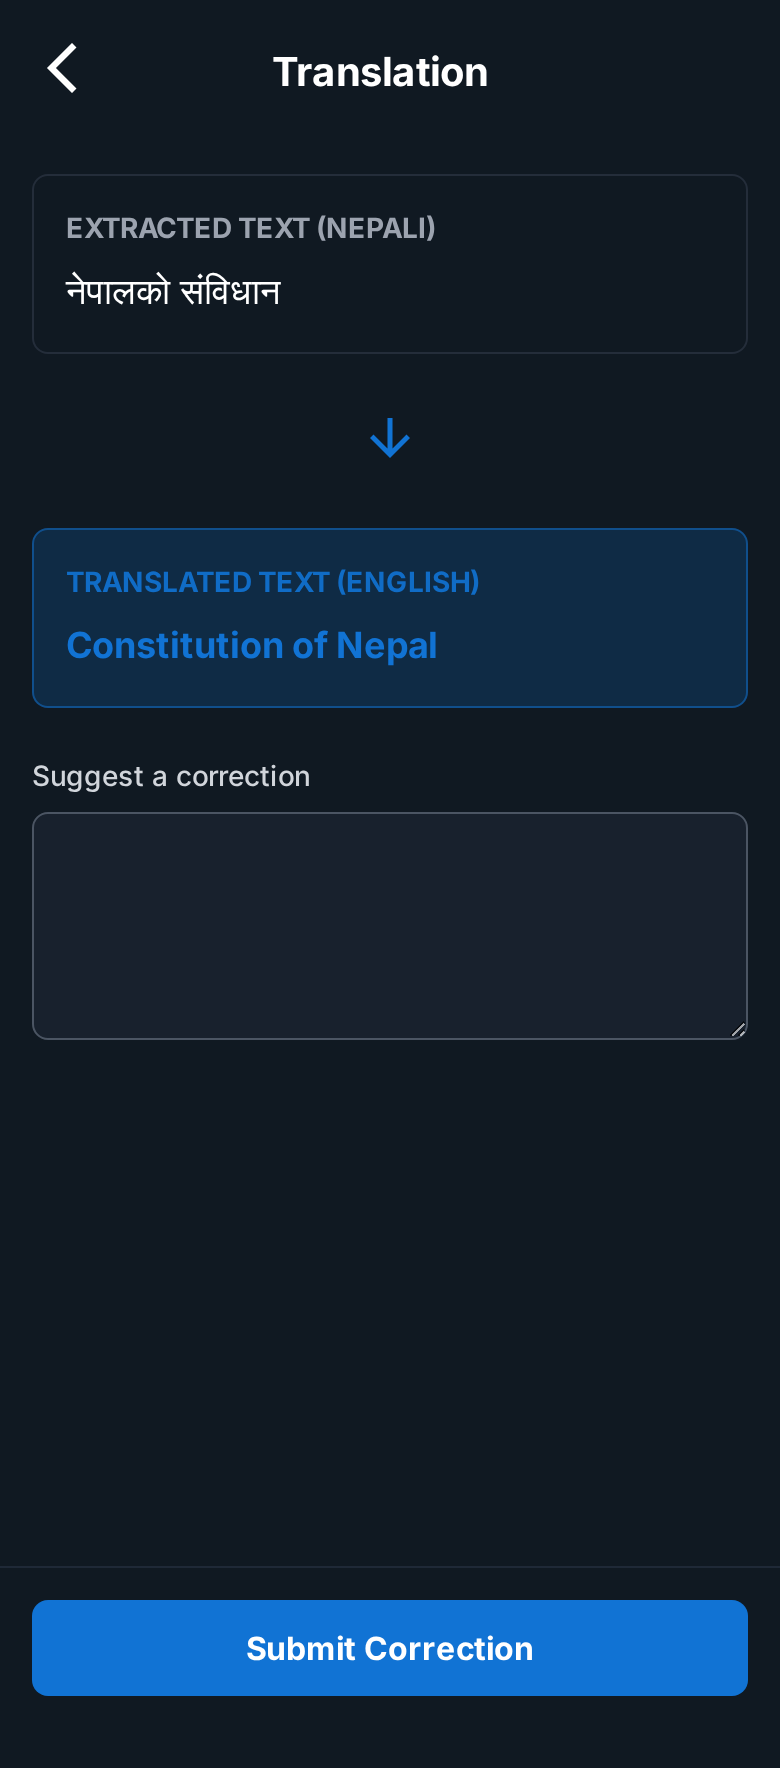 Translation
EXTRACTED TEXT (NEPALI)
नेपालको संविधान
TRANSLATED TEXT (ENGLISH)
Constitution of Nepal
Suggest a correction
Submit Correction